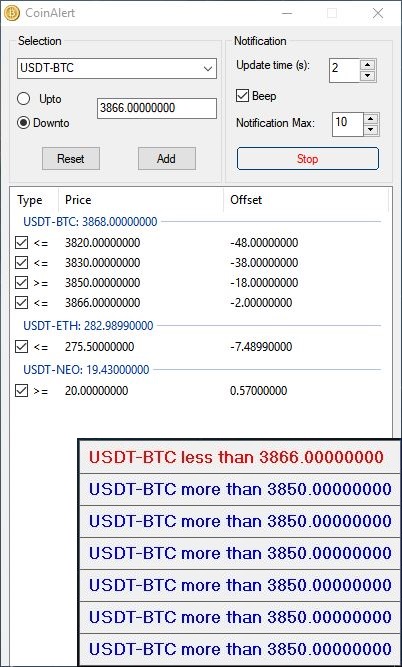 CoinAlert
Selection
USDT-BTC
Upto
Downto
3866.00000000
Reset
Add
Notification
Update time (s):
2
Beep
Notification Max:
10
Stop
Type Price Offset
USDT-BTC: 3868.00000000
<= 3820.00000000 -48.00000000
<= 3830.00000000 -38.00000000
>= 3850.00000000 -18.00000000
<= 3866.00000000 -2.00000000
USDT-ETH: 282.98990000
<= 275.50000000 -7.48990000
USDT-NEO: 19.43000000
>= 20.00000000 0.57000000
USDT-BTC less than 3866.00000000
USDT-BTC more than 3850.00000000
USDT-BTC more than 3850.00000000
USDT-BTC more than 3850.00000000
USDT-BTC more than 3850.00000000
USDT-BTC more than 3850.00000000
USDT-BTC more than 3850.00000000